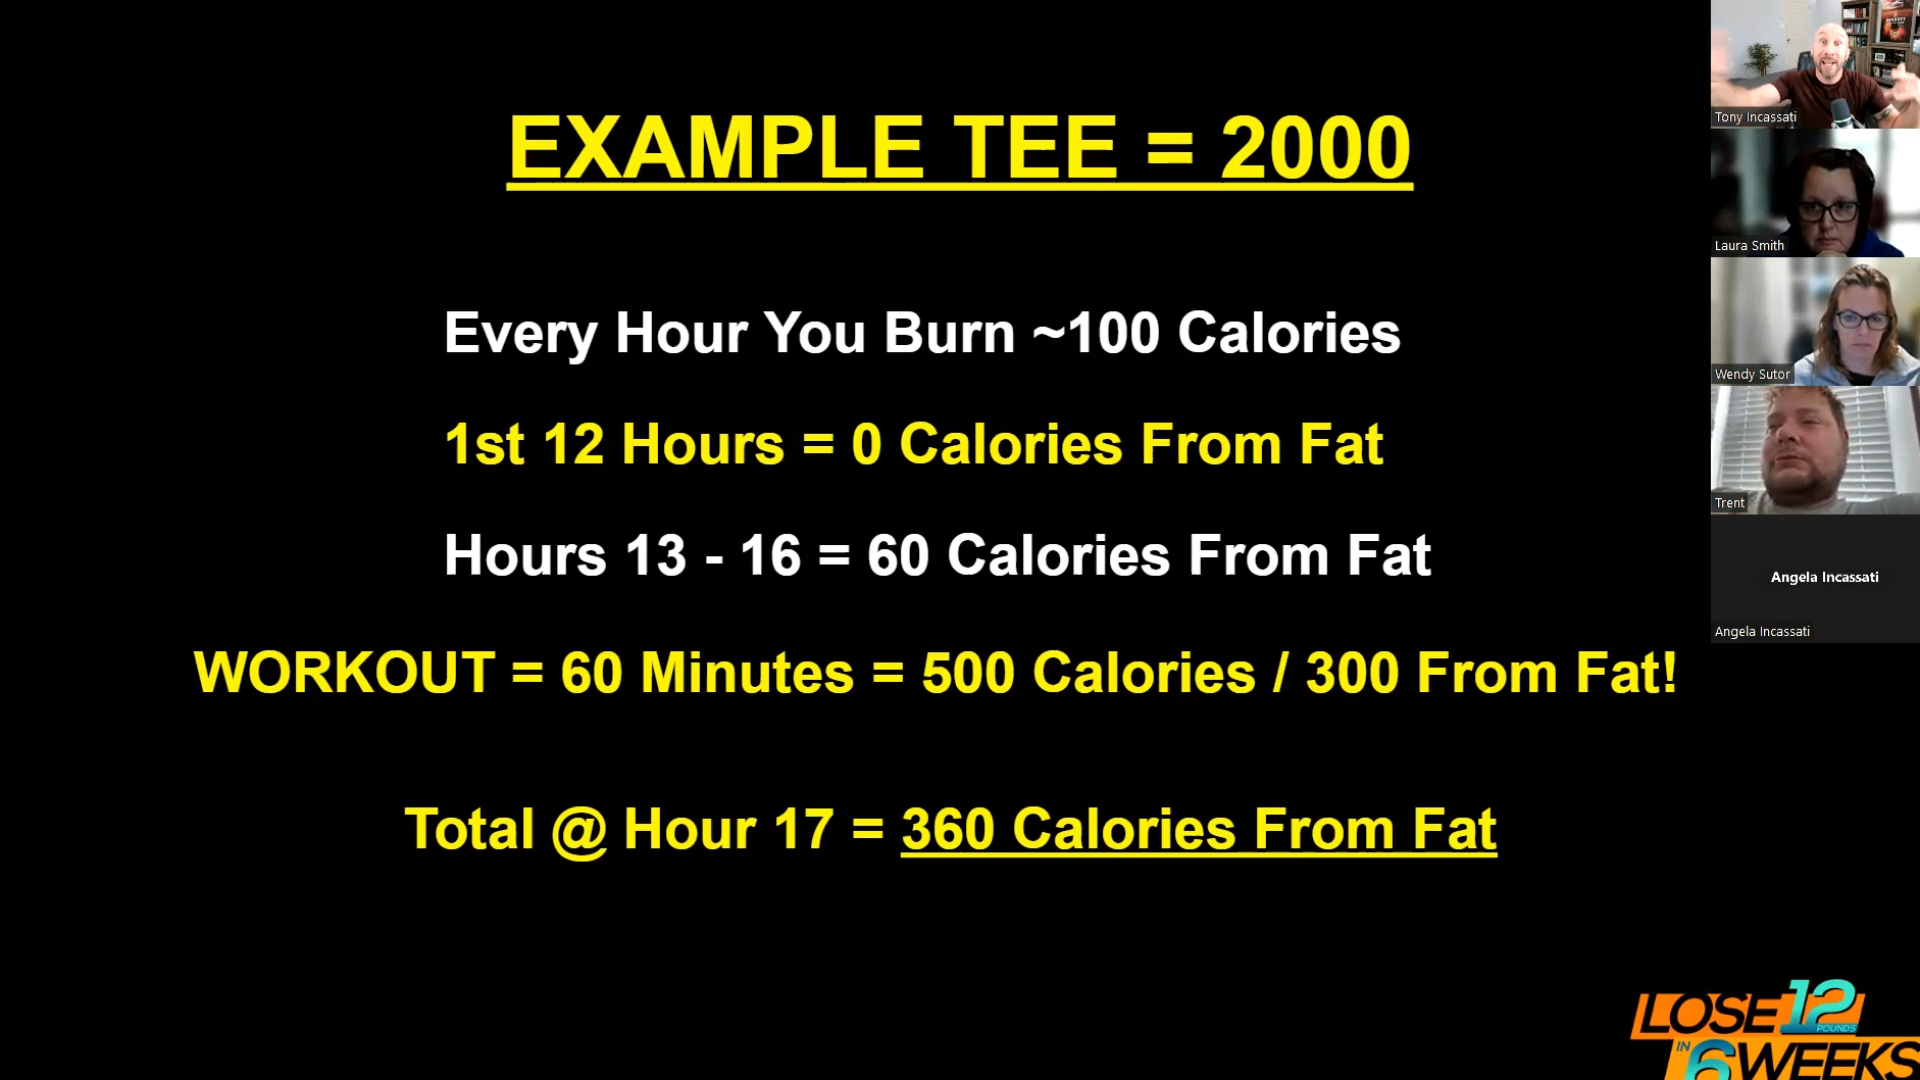 EXAMPLE TEE = 2000
Every Hour You Burn ~100 Calories
1st 12 Hours = 0 Calories From Fat
Hours 13 - 16 = 60 Calories From Fat
WORKOUT = 60 Minutes = 500 Calories / 300 From Fat!
Total @ Hour 17 = 360 Calories From Fat
Tony Incassati
Laura Smith
Wendy Sutor
Trent
Angela Incassati
Angela Incassati
LOSE 12
POUNDS
IN 6 WEEKS